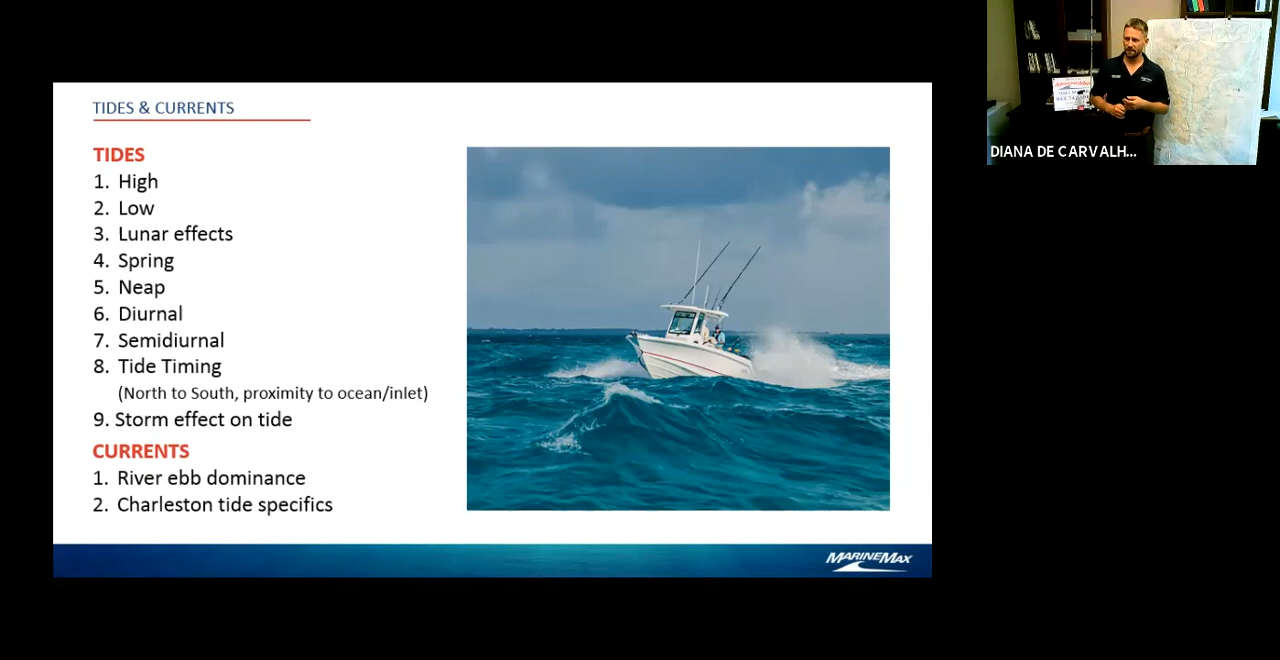 TIDES & CURRENTS
TIDES
1. High
2. Low
3. Lunar effects
4. Spring
5. Neap
6. Diurnal
7. Semidiurnal
8. Tide Timing
(North to South, proximity to ocean/inlet)
9. Storm effect on tide
CURRENTS
1. River ebb dominance
2. Charleston tide specifics
MARINEMAX
DIANA DE CARVALH...